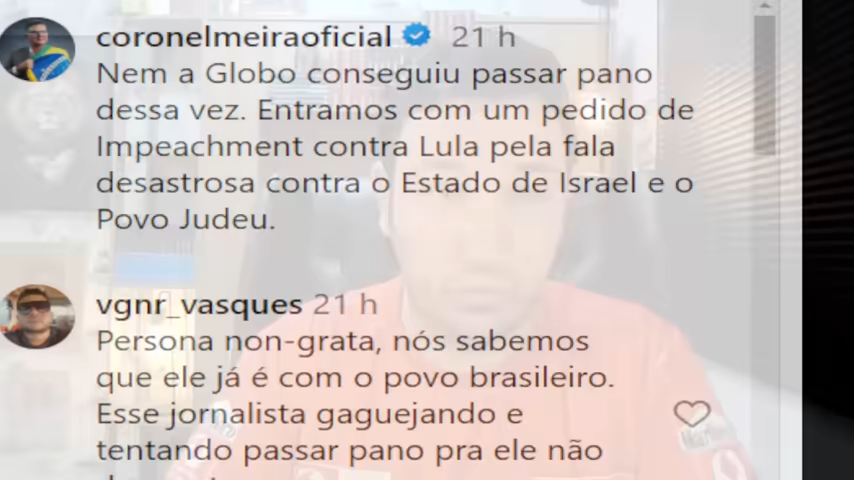 coronelmeiraoficial 21 h
Nem a Globo conseguiu passar pano
dessa vez. Entramos com um pedido de
Impeachment contra Lula pela fala
desastrosa contra o Estado de Israel e o
Povo Judeu.
vgnr_vasques 21 h
Persona non-grata, nós sabemos
que ele já é com o povo brasileiro.
Esse jornalista gaguejando e
tentando passar pano pra ele não